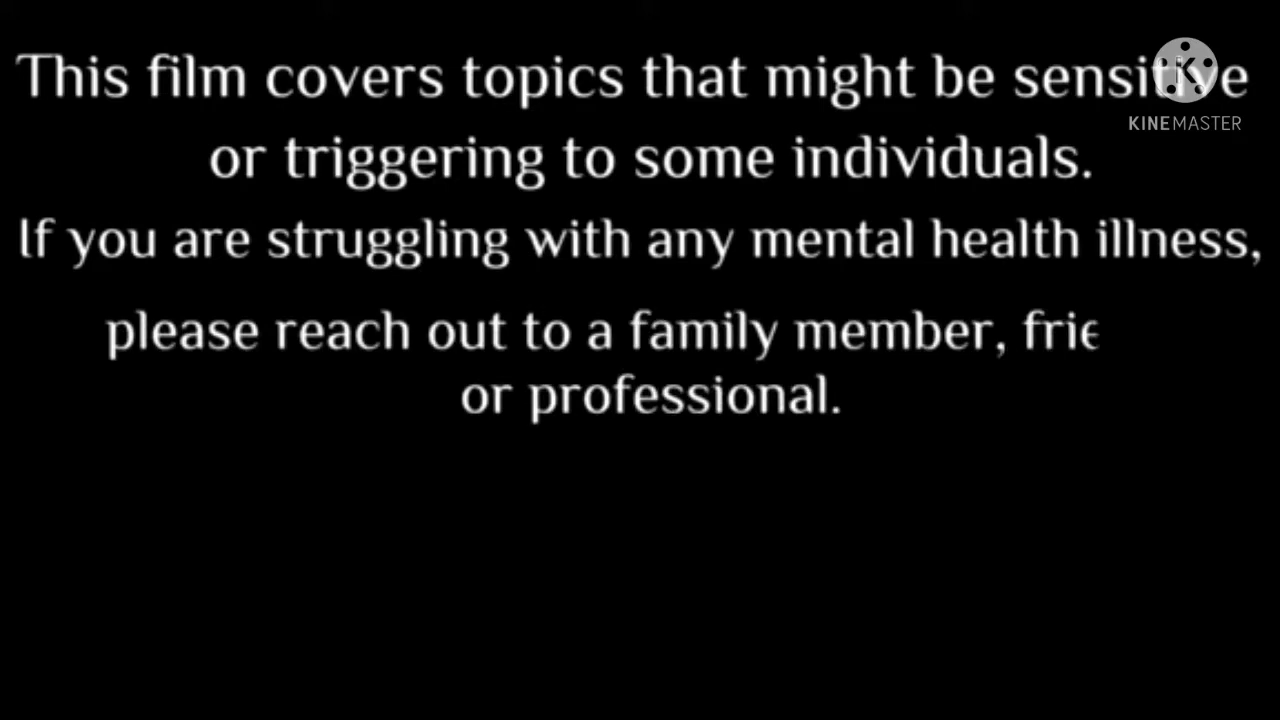 This film covers topics that might be sensitive
or triggering to some individuals.
If you are struggling with any mental health illness,
please reach out to a family member, frie
or professional.
KINEMASTER